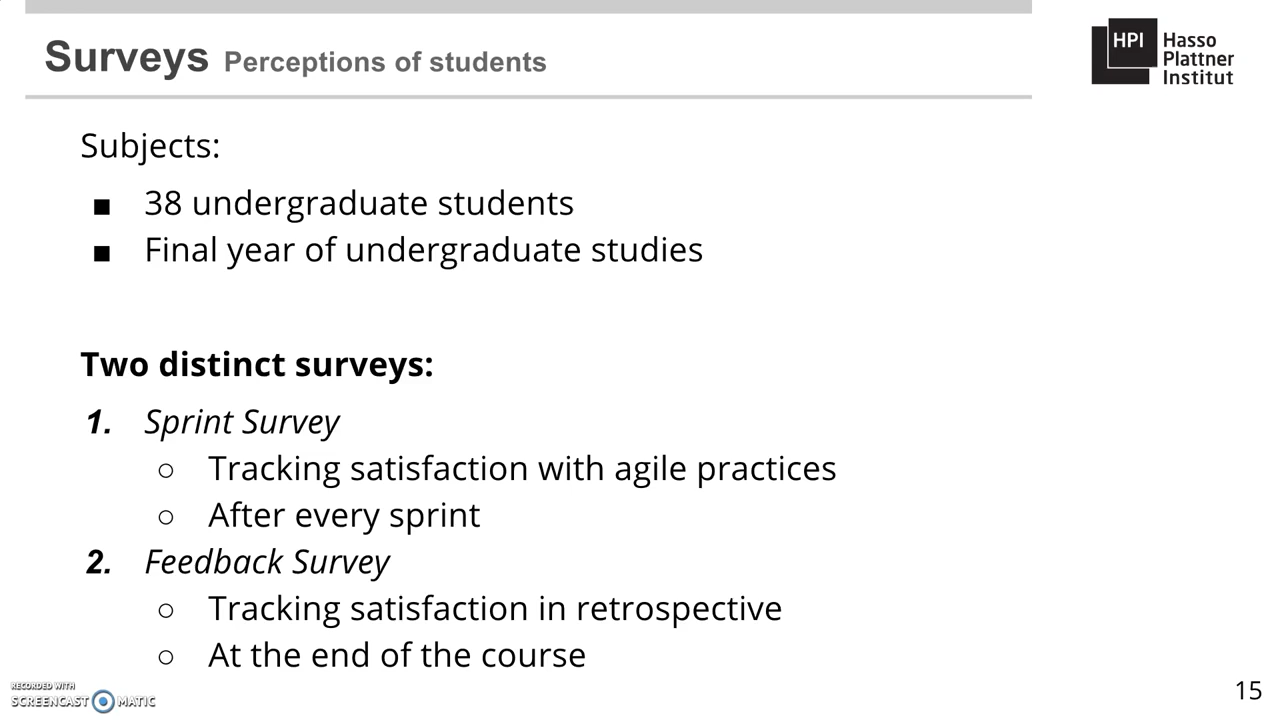 Surveys Perceptions of students
HPI Hasso
Plattner
Institut
Subjects:
■ 38 undergraduate students
■ Final year of undergraduate studies
Two distinct surveys:
1. Sprint Survey
○ Tracking satisfaction with agile practices
○ After every sprint
2. Feedback Survey
○ Tracking satisfaction in retrospective
○ At the end of the course
RECORDED WITH
SCREENCAST MATIC
15